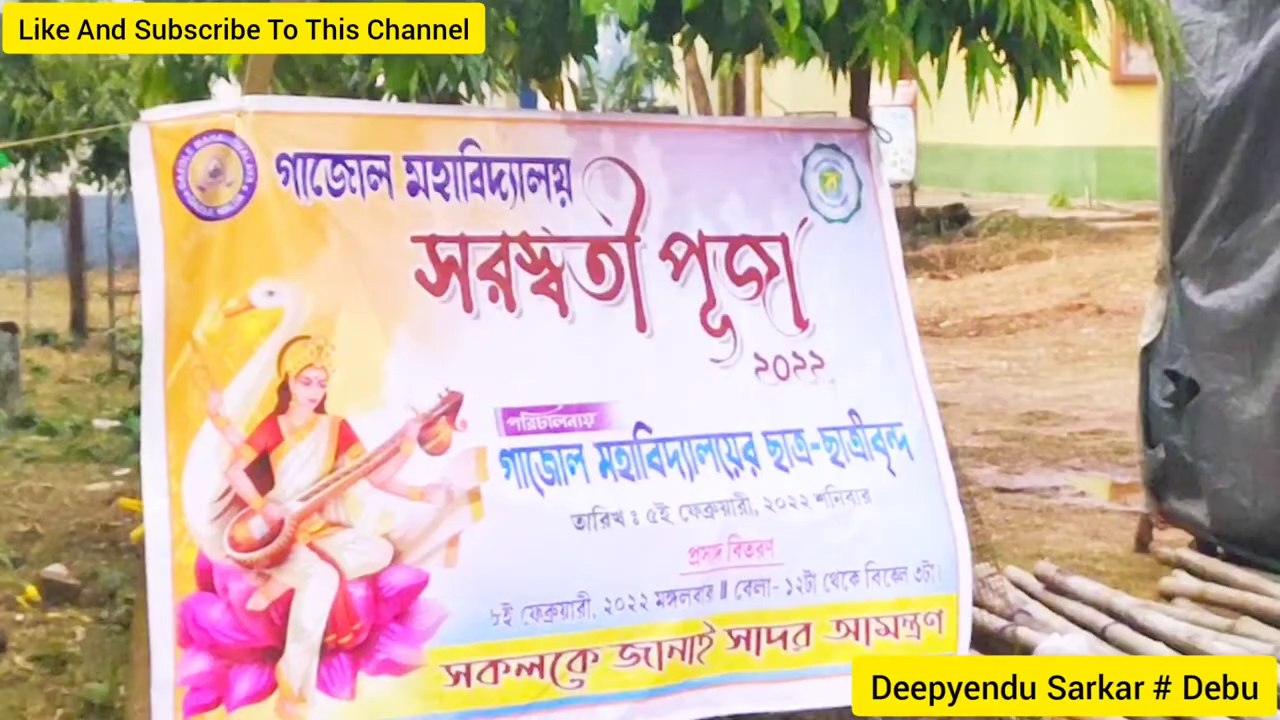 Like And Subscribe To This Channel
গাজোল মহাবিদ্যালয়
সরস্বতী পূজা
২০২২
পরিচালনায়
গাজোল মহাবিদ্যালয়ের ছাত্র-ছাত্রীবৃন্দ
তারিখ : ৫ই ফেব্রুয়ারী, ২০২২ শনিবার
প্রসাদ বিতরণ
৮ই ফেব্রুয়ারী, ২০২২ মঙ্গলবার || বেলা- ১২টা থেকে বিকেল ৩টা।
সকলকে জানাই সাদর আমন্ত্রণ
Deepyendu Sarkar # Debu